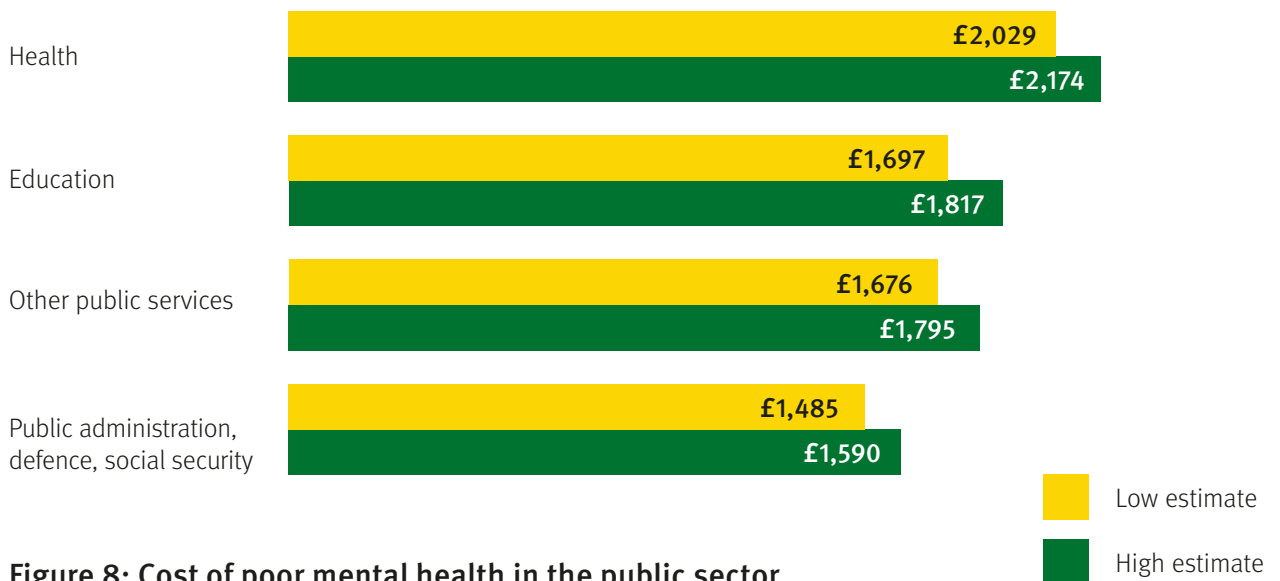 Health
£2,029
£2,174
Education
£1,697
£1,817
Other public services
£1,676
£1,795
Public administration,
defence, social security
£1,485
£1,590
Low estimate
High estimate
Figure 8: Cost of poor mental health in the public sector